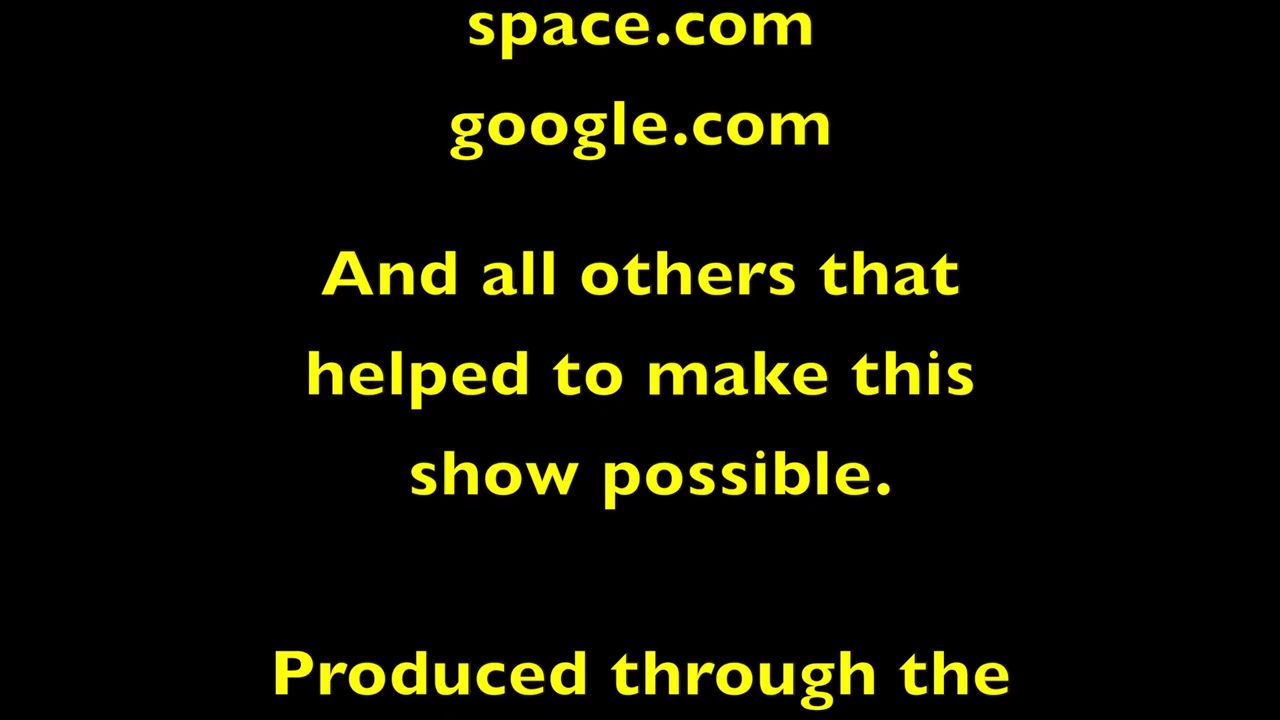 space.com
google.com
And all others that
helped to make this
show possible.
Produced through the